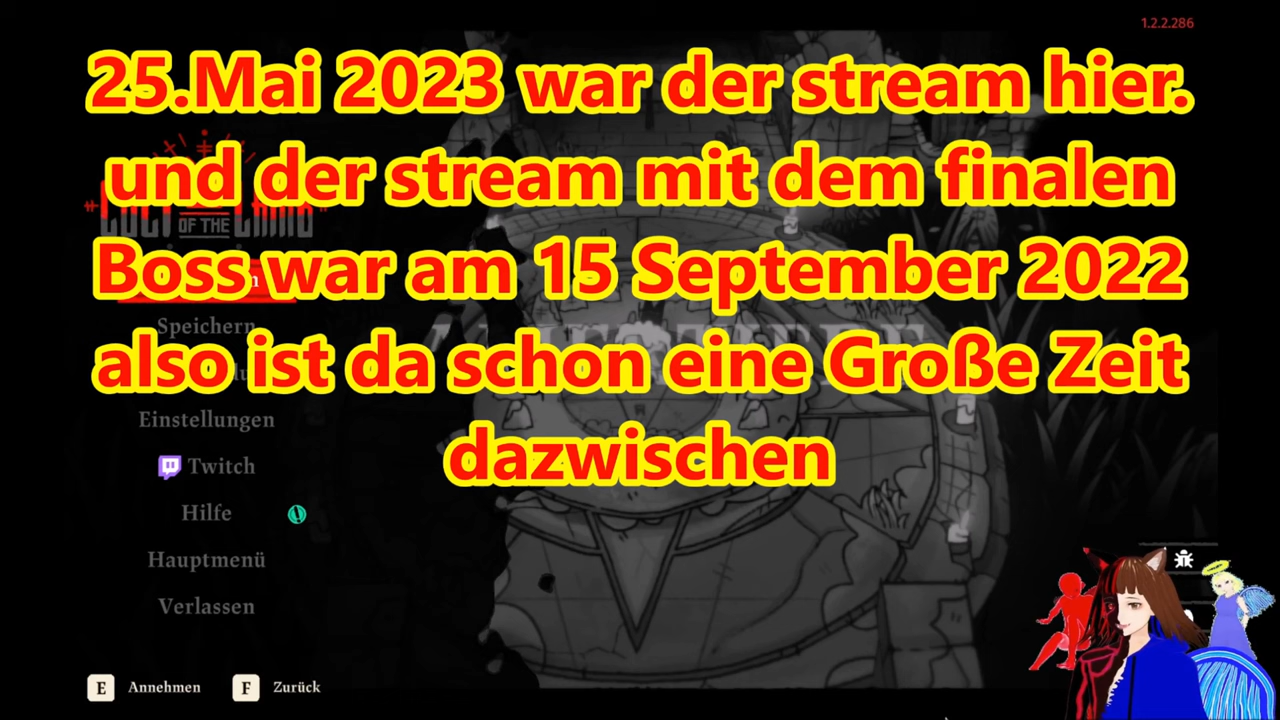 1.2.2.286
25.Mai 2023 war der stream hier.
und der stream mit dem finalen
Boss war am 15 September 2022
also ist da schon eine Große Zeit
dazwischen
OF THE
Speichern
Einstellungen
Twitch
Hilfe
Hauptmenü
Verlassen
E Annehmen F Zurück